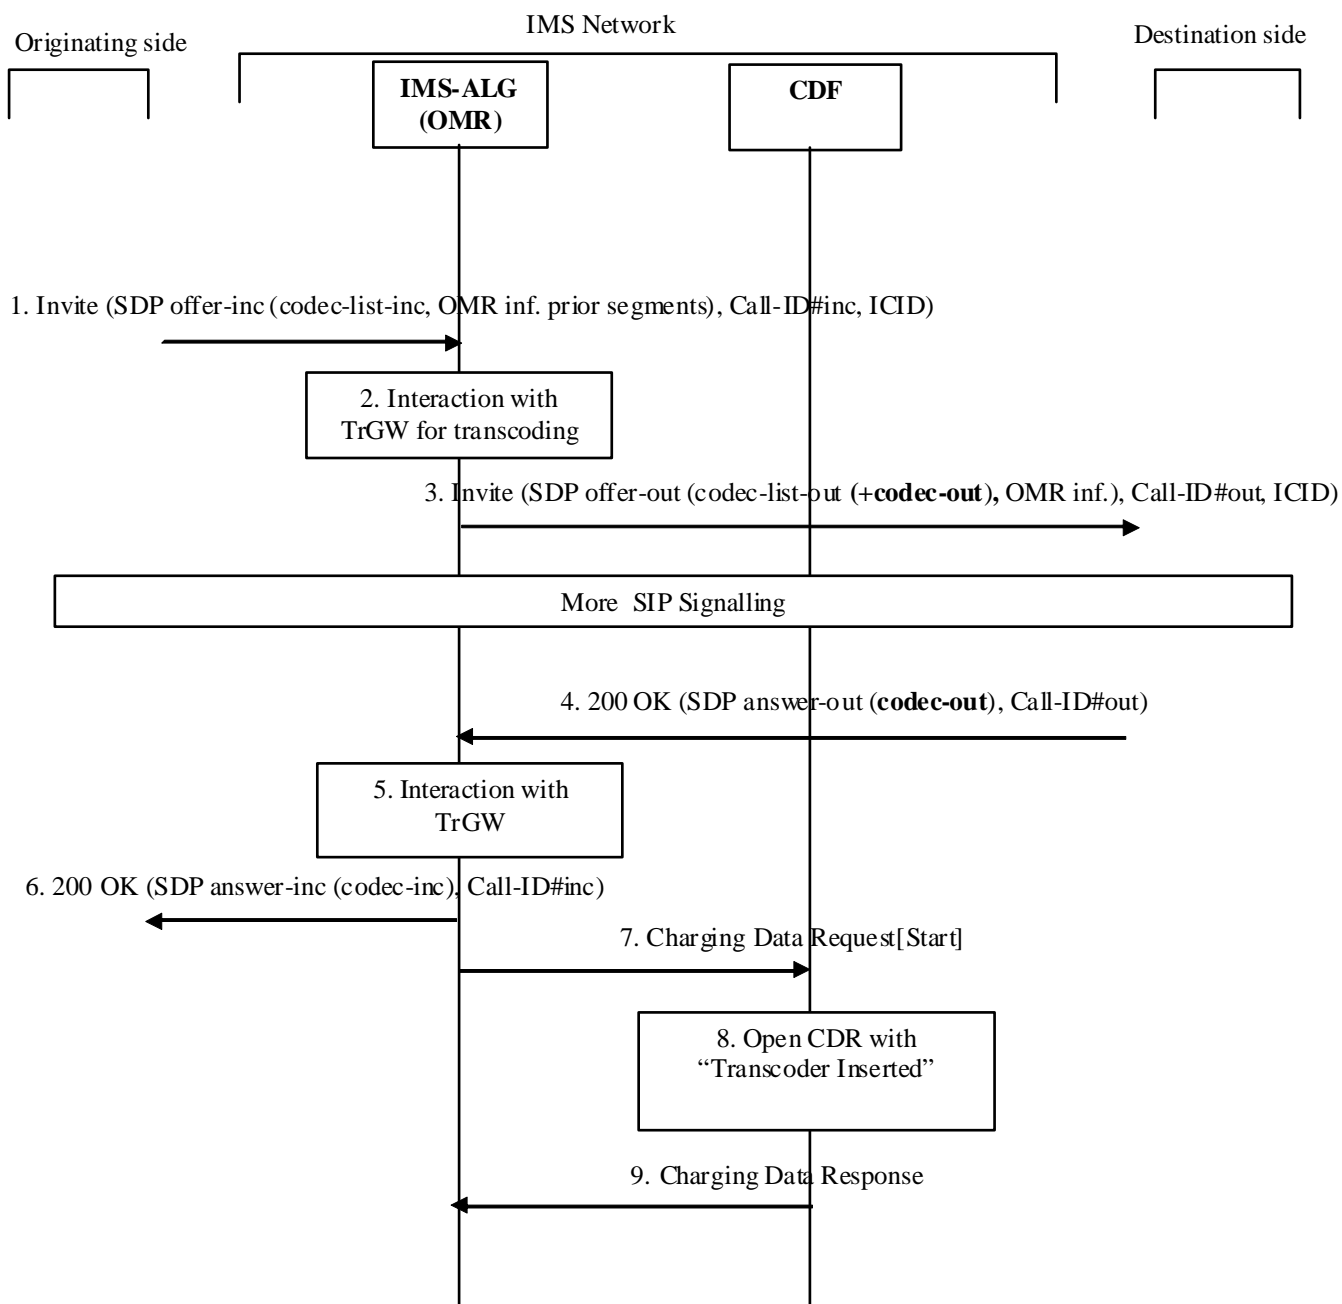 IMS Network
Originating side
Destination side
IMS-ALG
(OMR)
CDF
1. Invite (SDP offer-inc (codec-list-inc, OMR inf. prior segments), Call-ID#inc, ICID)
2. Interaction with
TrGW for transcoding
3. Invite (SDP offer-out (codec-list-out (+codec-out), OMR inf.), Call-ID#out, ICID)
More SIP Signalling
4. 200 OK (SDP answer-out (codec-out), Call-ID#out)
5. Interaction with
TrGW
6. 200 OK (SDP answer-inc (codec-inc), Call-ID#inc)
7. Charging Data Request[Start]
8. Open CDR with
“Transcoder Inserted”
9. Charging Data Response